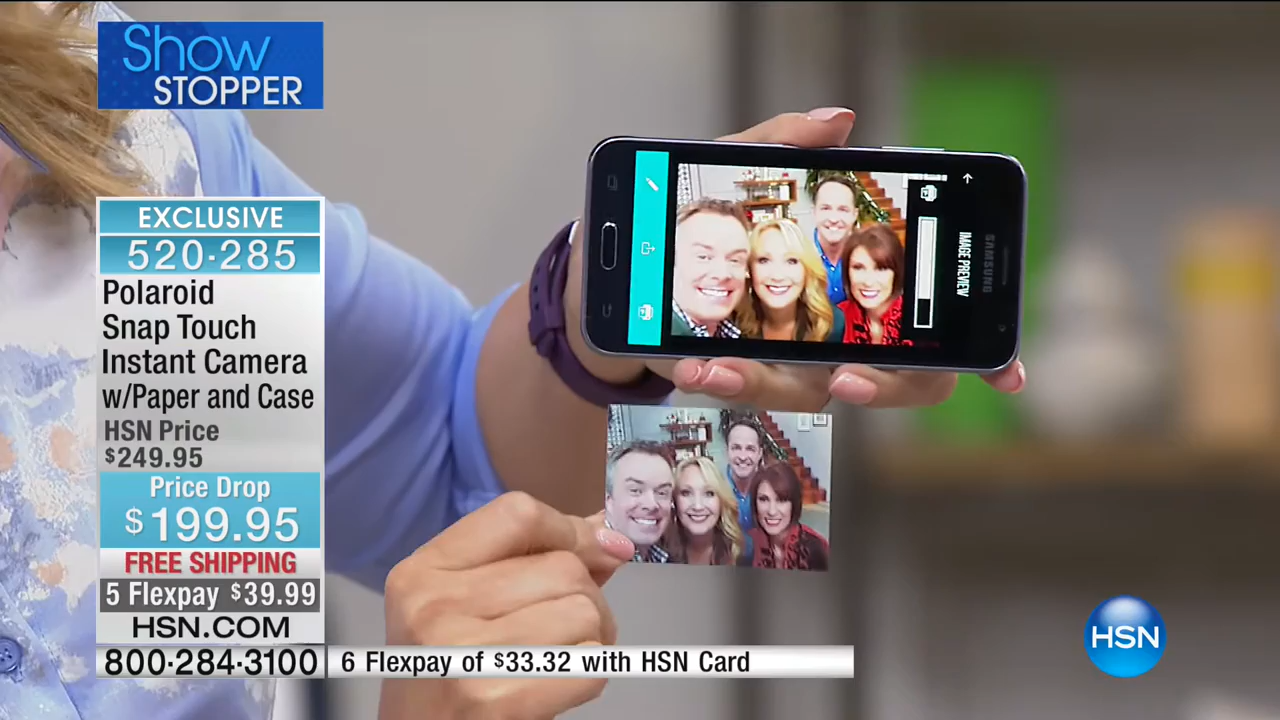 Show
STOPPER
EXCLUSIVE
520·285
Polaroid
Snap Touch
Instant Camera
w/Paper and Case
HSN Price
$249.95
Price Drop
$199.95
FREE SHIPPING
5 Flexpay $39.99
HSN.COM
800·284·3100
6 Flexpay of $33.32 with HSN Card
IMAGE PREVIEW
SAMSUNG
HSN